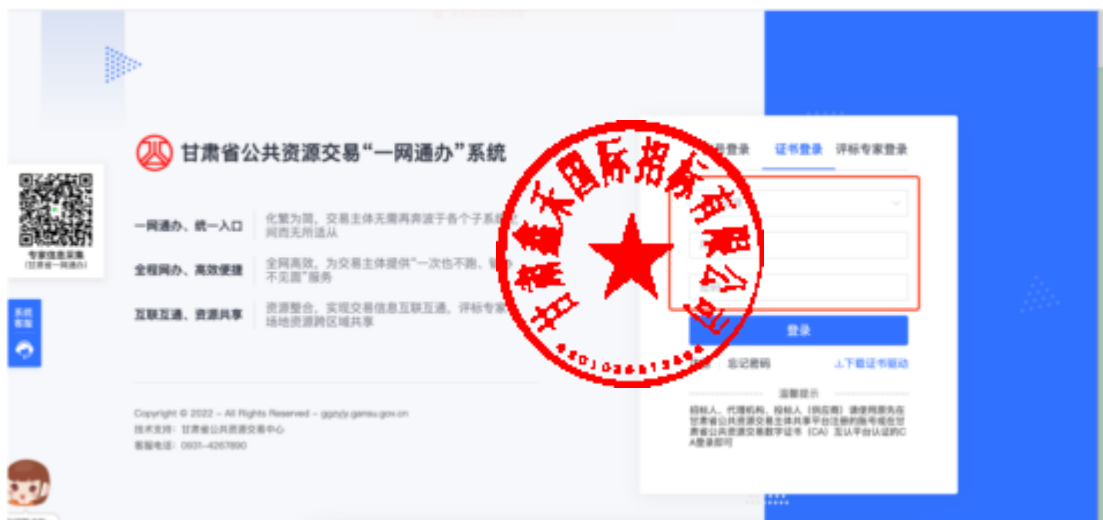 甘肃省公共资源交易“一网通办”系统
一网通办、统一入口
化繁为简，交易主体无需再奔波于各个子系统之
间而无所适从
全程网办、高效便捷
全网高效，为交易主体提供“一次也不跑、
不见面”服务
互联互通、资源共享
资源整合，实现交易信息互联互通、评标专家
场地资源跨区域共享
专家信息采集
(甘肃省一网通办)
系统
客服
Copyright © 2022 - All Rights Reserved - ggzyjy.gansu.gov.cn
技术支持：甘肃省公共资源交易中心
客服电话：0931-4267890
号登录 证书登录 评标专家登录
登录
忘记密码
下载证书驱动
温馨提示
招标人、代理机构、投标人（供应商）请使用原先在
甘肃省公共资源交易主体共享平台注册的账号或在甘
肃省公共资源交易数字证书（CA）互认平台认证的C
A登录即可
甘肃鑫禾国际招标有限公司